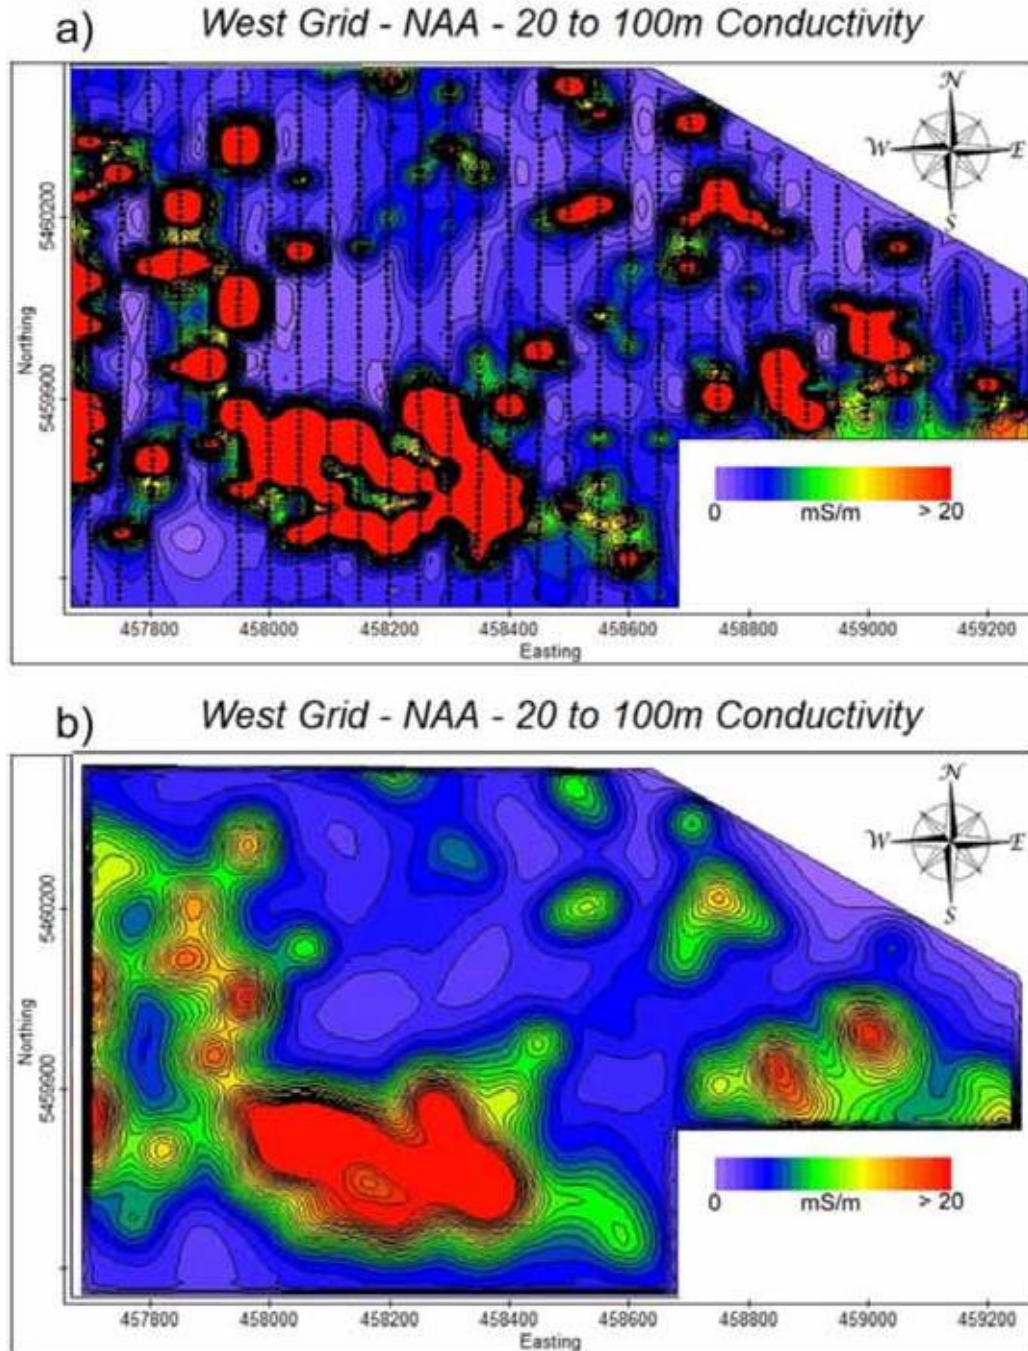 a) West Grid - NAA - 20 to 100m Conductivity
N
W E
S
5460200
Northing
5459900
0 mS/m > 20
457800 458000 458200 458400 458600 458800 459000 459200
Easting
b) West Grid - NAA - 20 to 100m Conductivity
N
W E
S
5460200
Northing
5459900
0 mS/m > 20
457800 458000 458200 458400 458600 458800 459000 459200
Easting